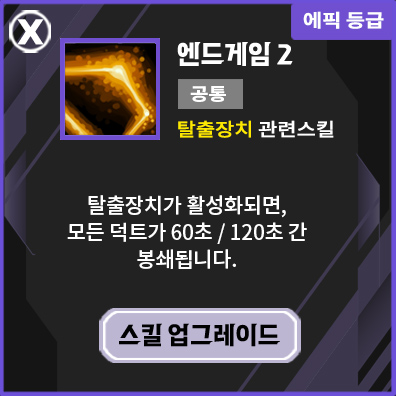 X
에픽 등급
엔드게임 2
공통
탈출장치 관련스킬
탈출장치가 활성화되면,
모든 덕트가 60초 / 120초 간
봉쇄됩니다.
스킬 업그레이드